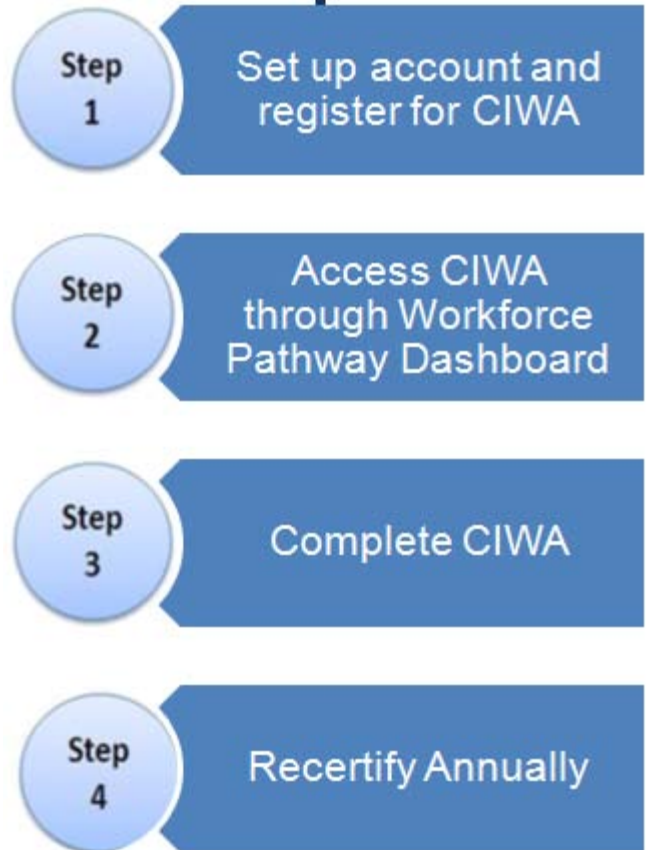 Step
1
Set up account and
register for CIWA
Step
2
Access CIWA
through Workforce
Pathway Dashboard
Step
3
Complete CIWA
Step
4
Recertify Annually